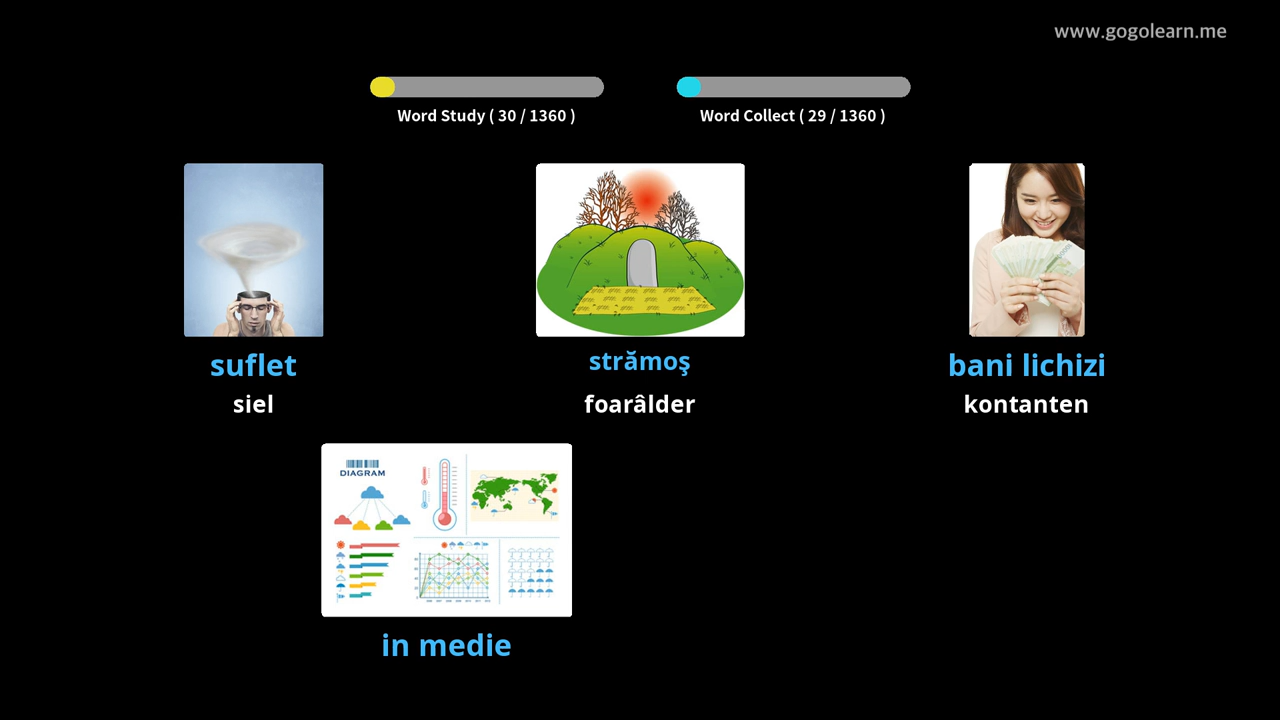 www.gogolearn.me
Word Study ( 30 / 1360 )
Word Collect ( 29 / 1360 )
suflet
siel
strămoş
foarâlder
bani lichizi
kontanten
DIAGRAM
in medie